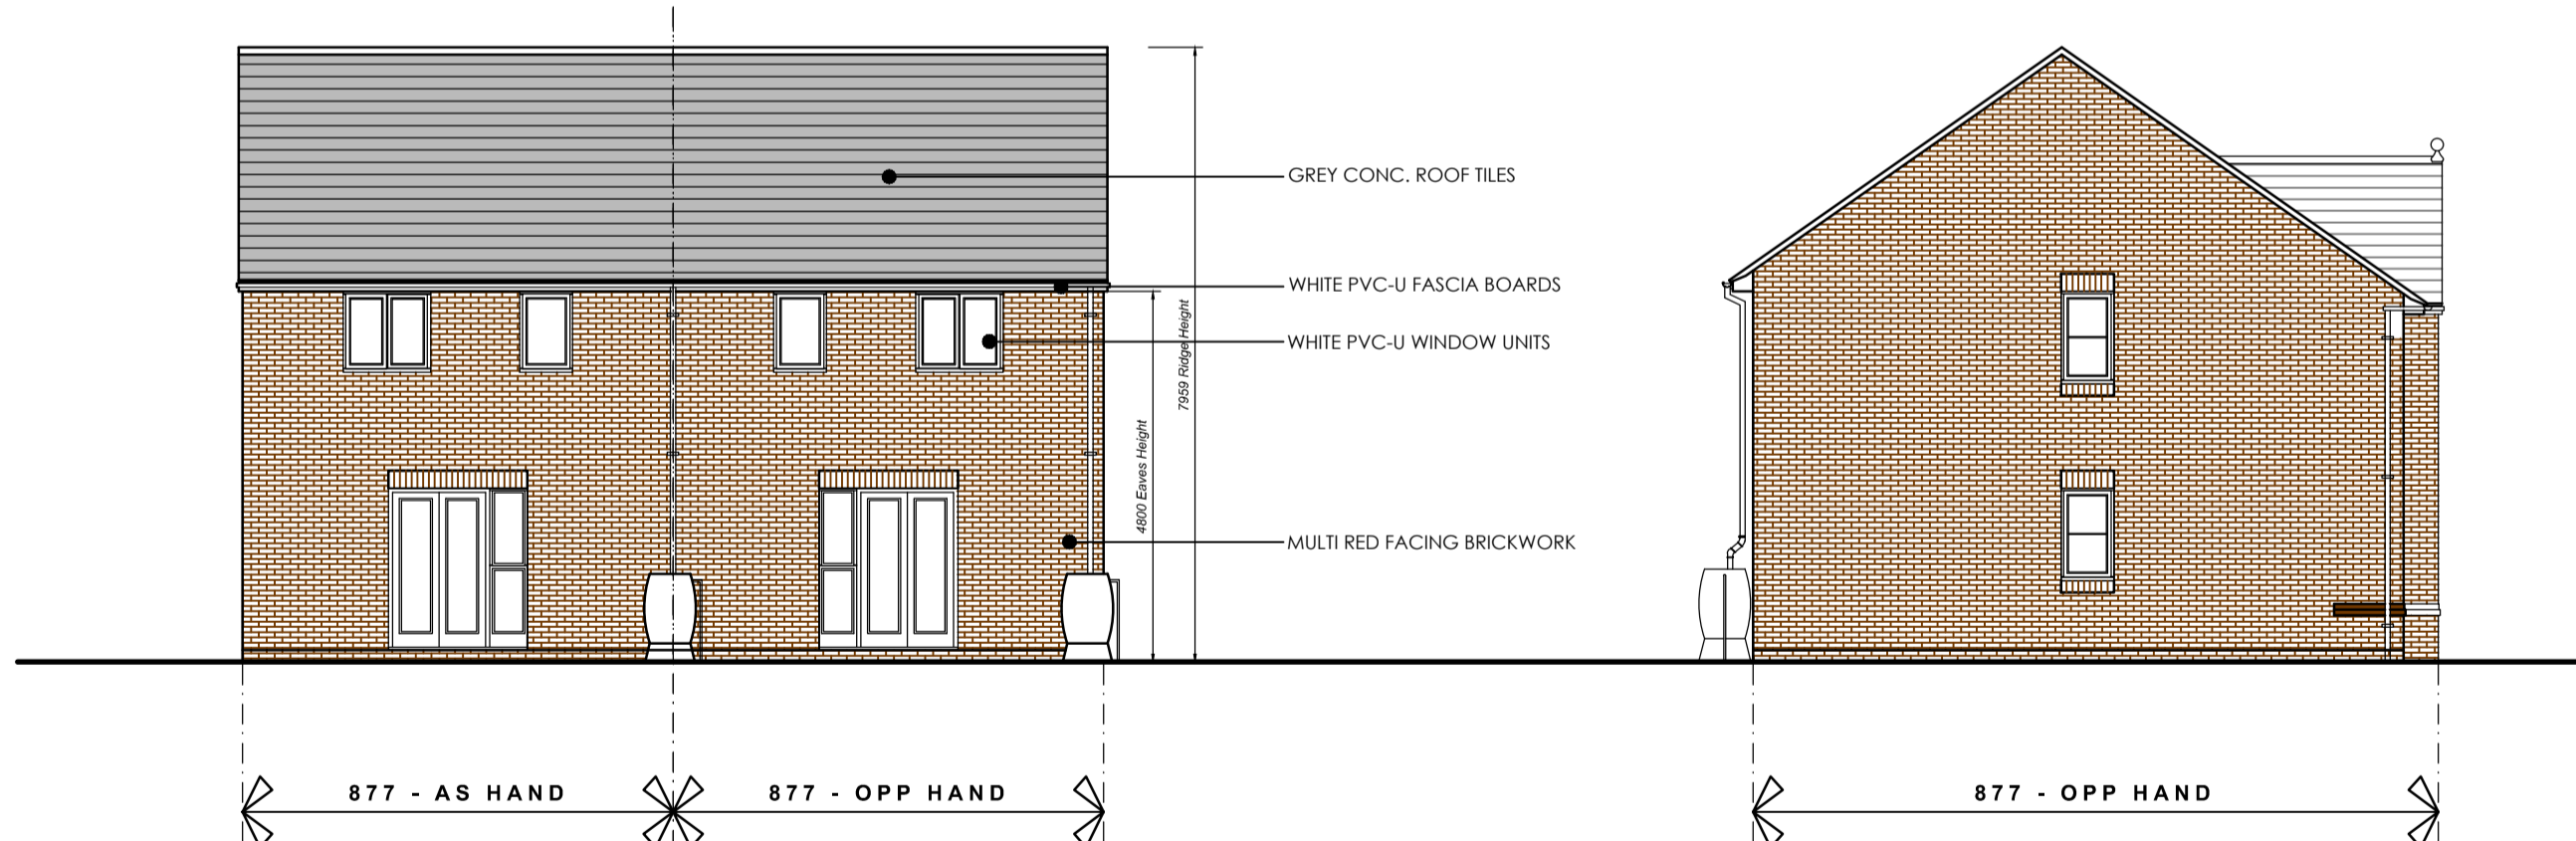 GREY CONC. ROOF TILES
WHITE PVC-U FASCIA BOARDS
WHITE PVC-U WINDOW UNITS
7959 Ridge Height
4800 Eaves Height
MULTI RED FACING BRICKWORK
877 - AS HAND
877 - OPP HAND
877 - OPP HAND